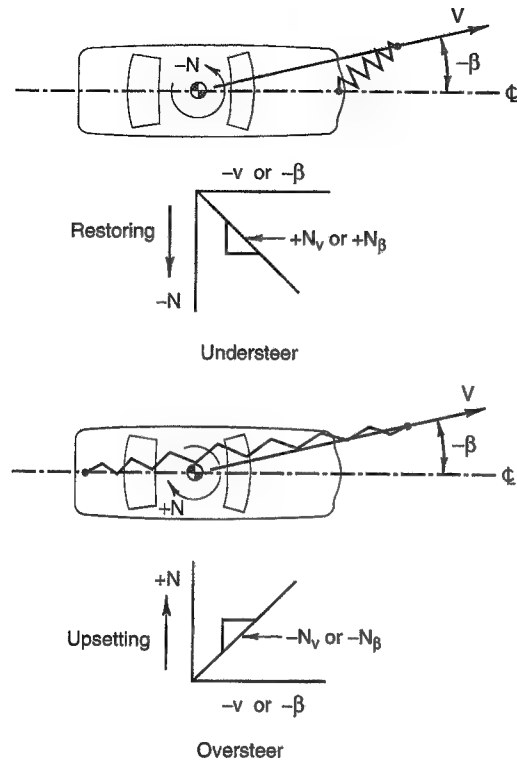 V
–N
–β
℄
–v or –β
Restoring
+Nᵥ or +Nᵦ
–N
Understeer
V
–β
℄
+N
+N
Upsetting
–Nᵥ or –Nᵦ
–v or –β
Oversteer